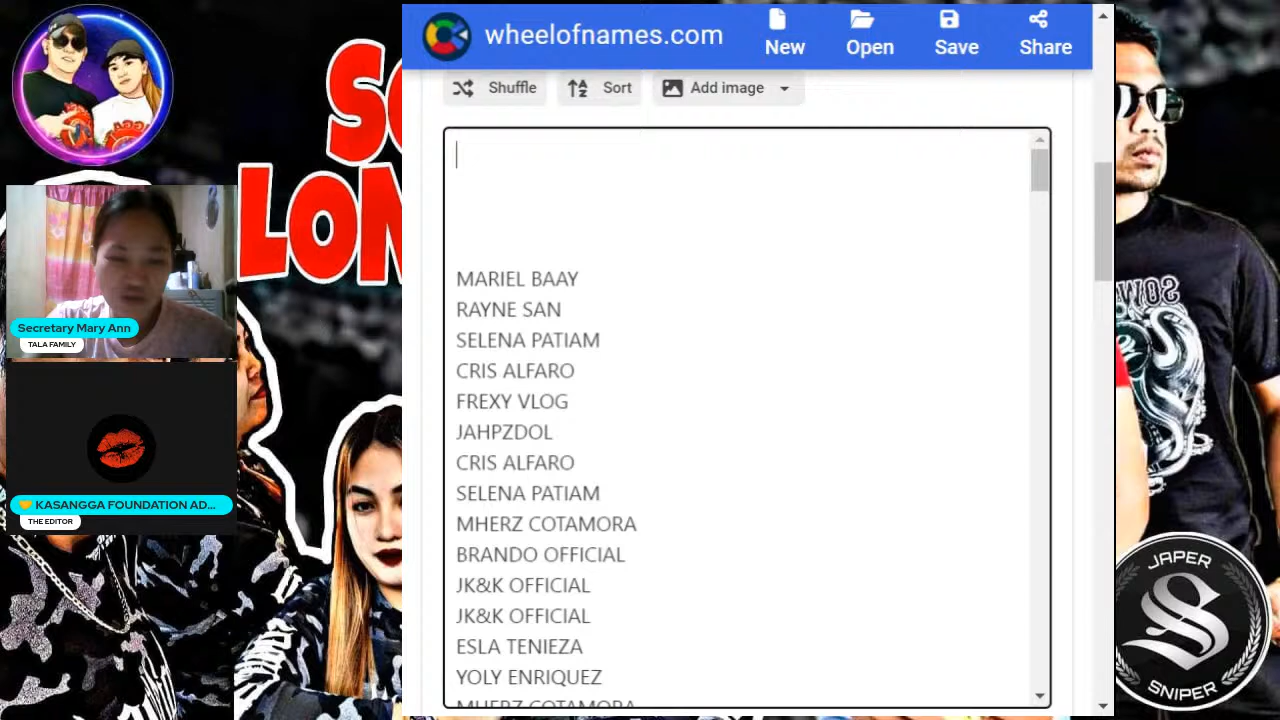 wheelofnames.com
New
Open
Save
Share
Shuffle
Sort
Add image
MARIEL BAAY
RAYNE SAN
SELENA PATIAM
CRIS ALFARO
FREXY VLOG
JAHPZDOL
CRIS ALFARO
SELENA PATIAM
MHERZ COTAMORA
BRANDO OFFICIAL
JK&K OFFICIAL
JK&K OFFICIAL
ESLA TENIEZA
YOLY ENRIQUEZ
MHERZ COTAMORA
Secretary Mary Ann
TALA FAMILY
KASANGGA FOUNDATION AD...
THE EDITOR
JAPER
SNIPER